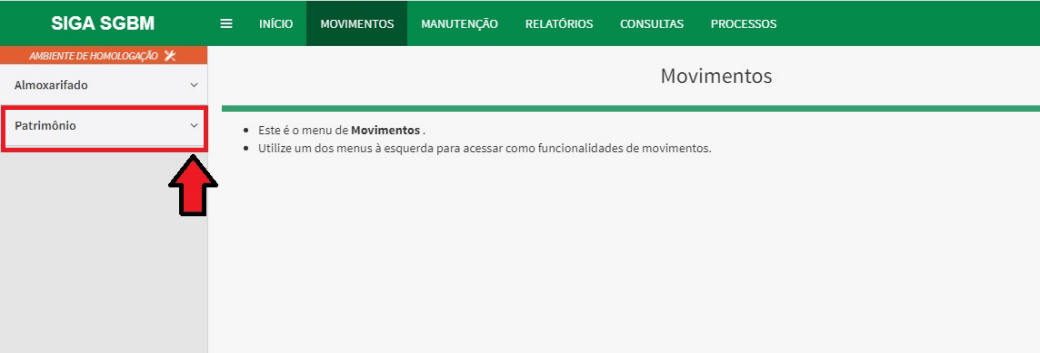 SIGA SGBM
INÍCIO MOVIMENTOS MANUTENÇÃO RELATÓRIOS CONSULTAS PROCESSOS
AMBIENTE DE HOMOLOGAÇÃO
Almoxarifado
Patrimônio
Movimentos
Este é o menu de Movimentos .
Utilize um dos menus à esquerda para acessar como funcionalidades de movimentos.